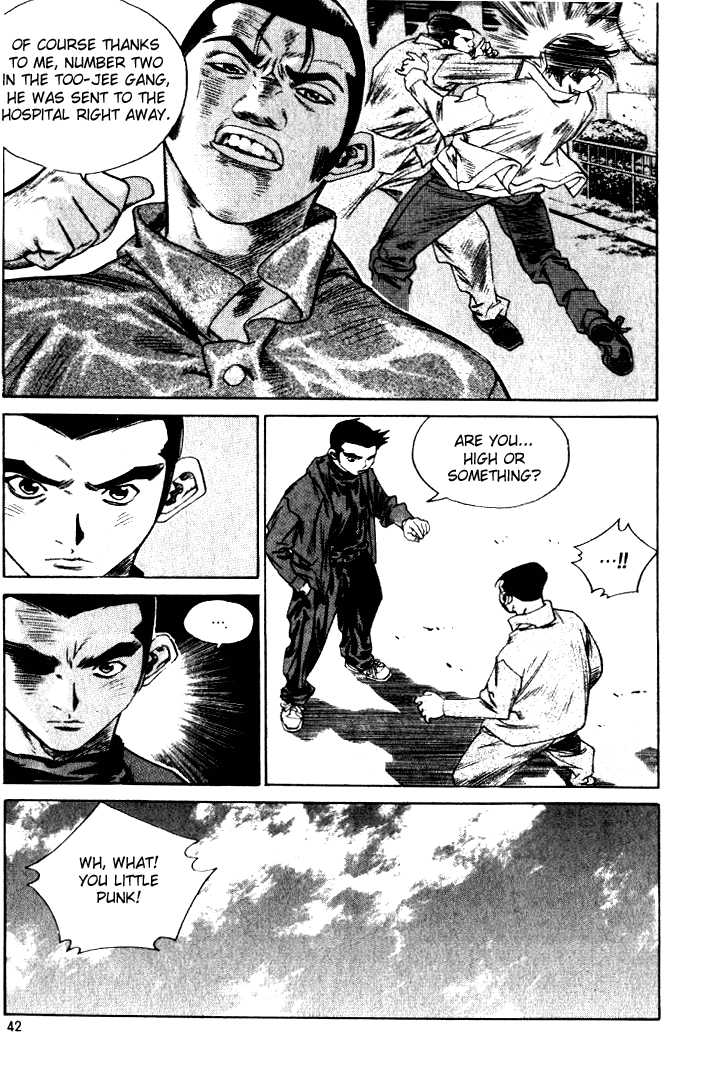 OF COURSE THANKS
TO ME, NUMBER TWO
IN THE TOO-JEE GANG,
HE WAS SENT TO THE
HOSPITAL RIGHT AWAY.
ARE YOU...
HIGH OR
SOMETHING?
...!!
...
WH, WHAT!
YOU LITTLE
PUNK!
42